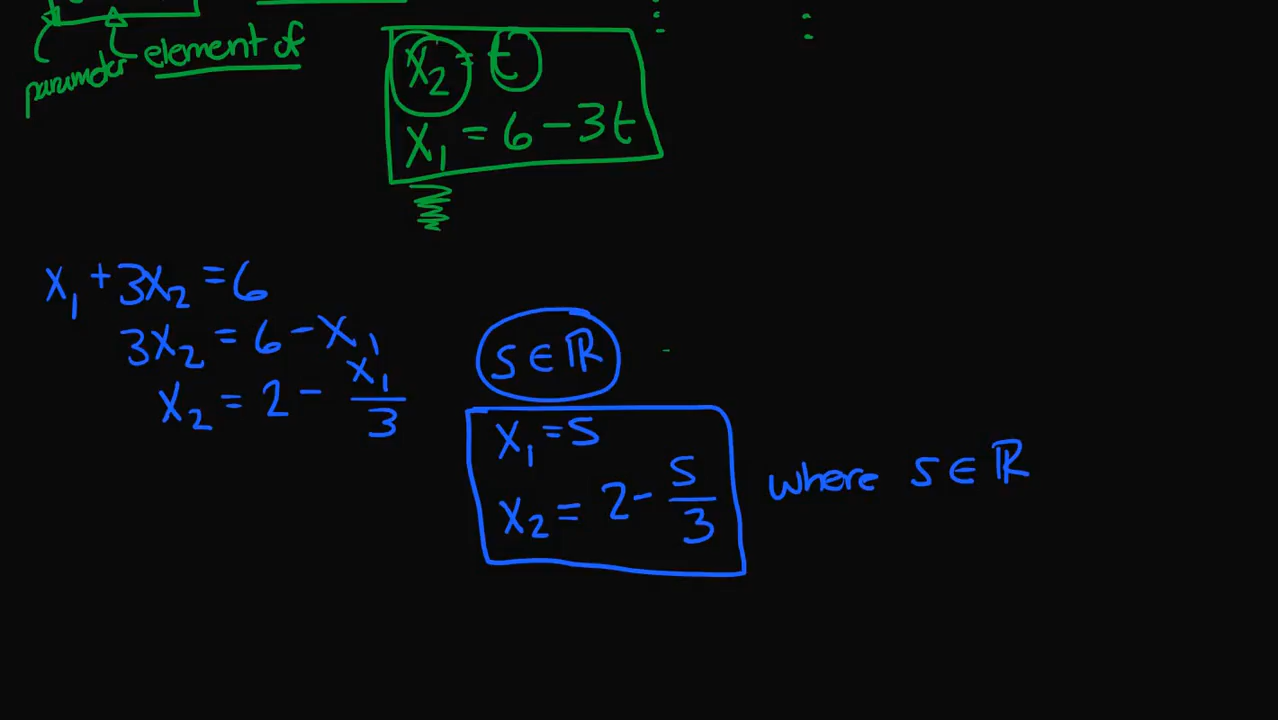 parameter element of
x₂ = t
x₁ = 6 - 3t
x₁ + 3x₂ = 6
3x₂ = 6 - x₁
x₂ = 2 - x₁/3
s ∈ ℝ
x₁ = s
x₂ = 2 - s/3
where s ∈ ℝ